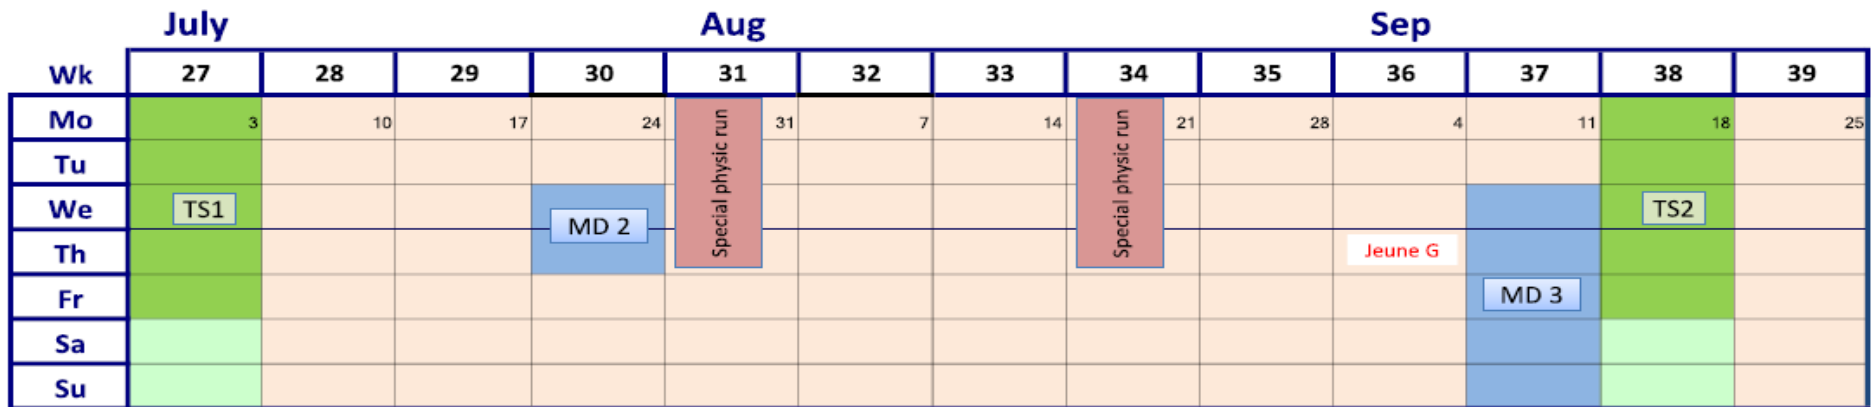 July Aug Sep
Wk 27 28 29 30 31 32 33 34 35 36 37 38 39
Mo 3 10 17 24 31 7 14 21 28 4 11 18 25
Tu
We TS1 TS2
MD 2
Special physic run Special physic run
Th Jeune G
Fr MD 3
Sa
Su